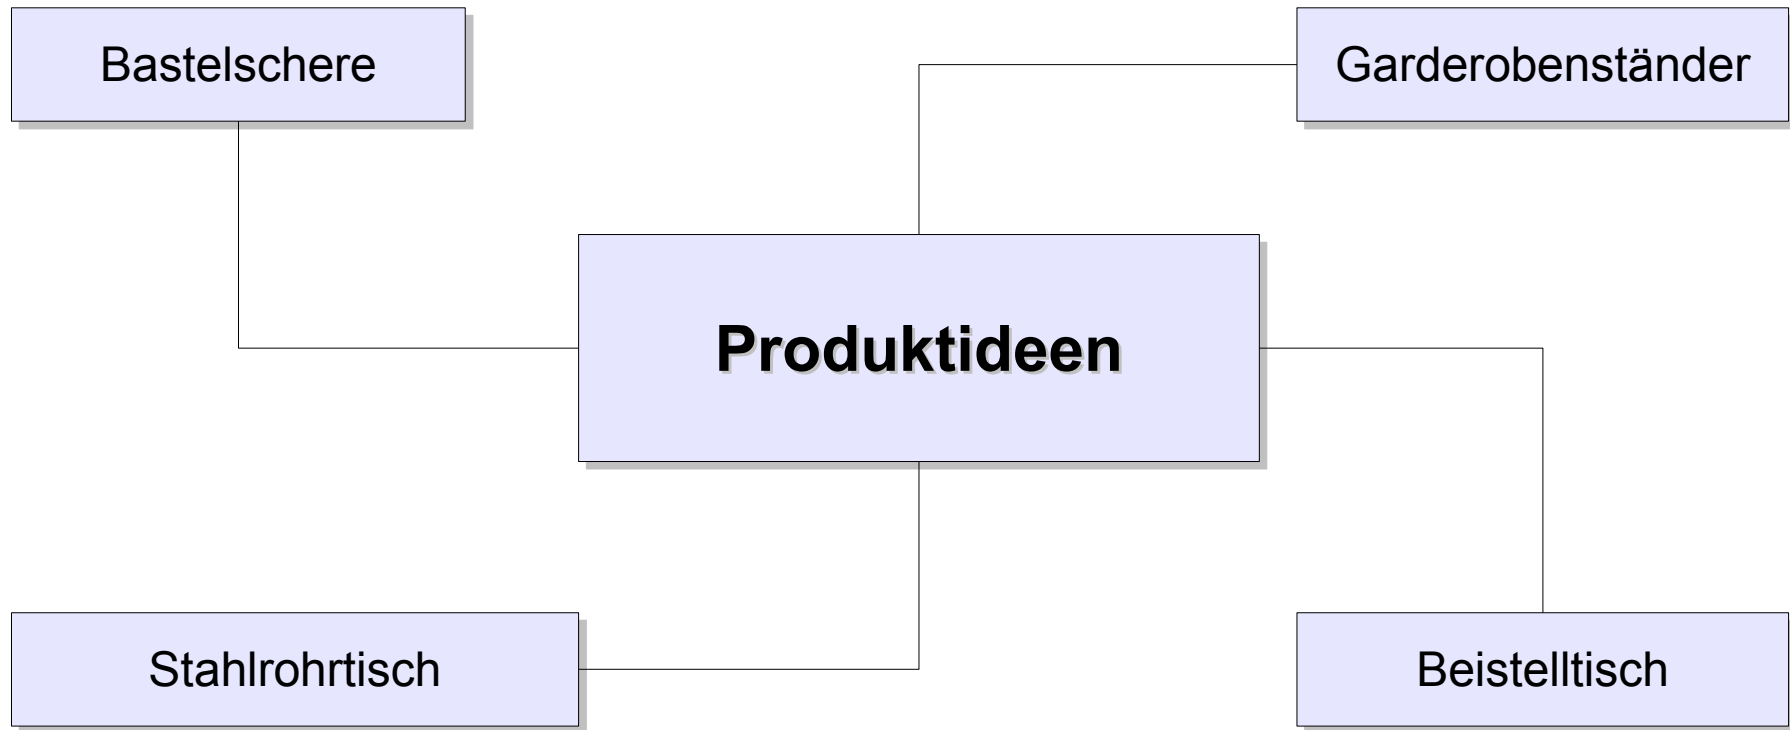 Bastelschere
Garderobenständer
Produktideen
Stahlrohrtisch
Beistelltisch